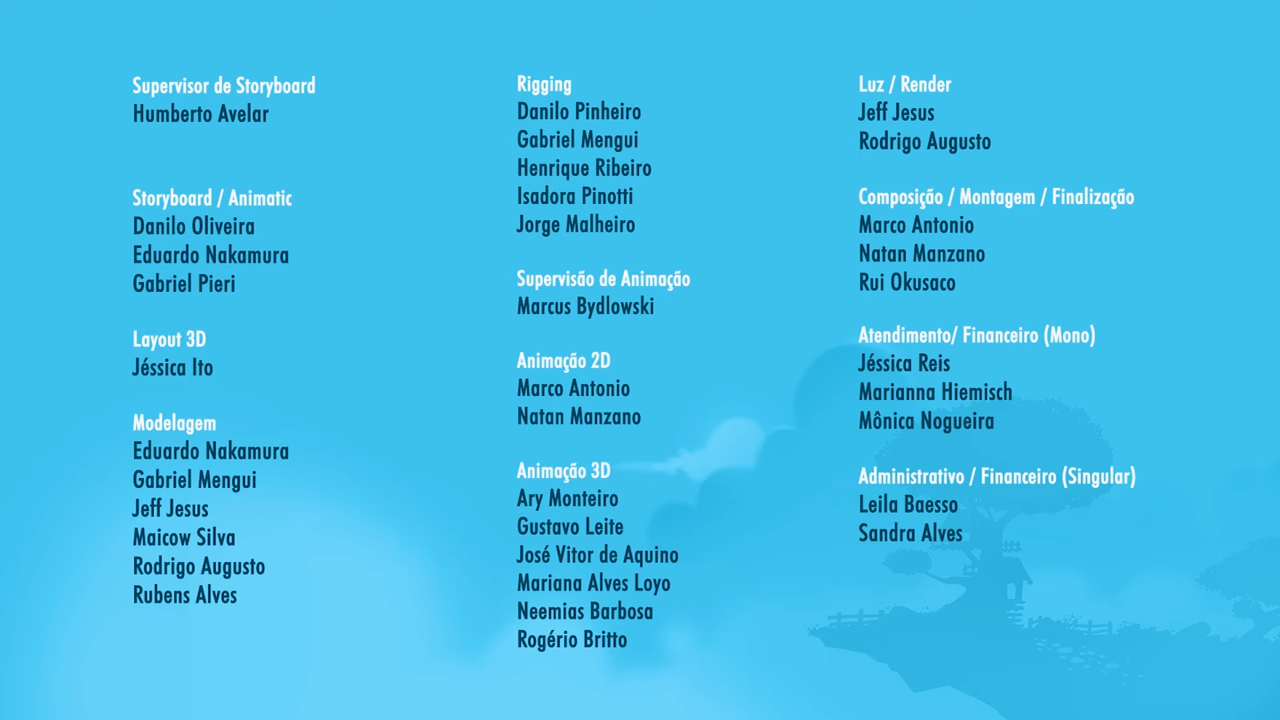 Supervisor de Storyboard
Humberto Avelar
Storyboard / Animatic
Danilo Oliveira
Eduardo Nakamura
Gabriel Pieri
Layout 3D
Jéssica Ito
Modelagem
Eduardo Nakamura
Gabriel Mengui
Jeff Jesus
Maicow Silva
Rodrigo Augusto
Rubens Alves
Rigging
Danilo Pinheiro
Gabriel Mengui
Henrique Ribeiro
Isadora Pinotti
Jorge Malheiro
Supervisão de Animação
Marcus Bydlowski
Animação 2D
Marco Antonio
Natan Manzano
Animação 3D
Ary Monteiro
Gustavo Leite
José Vitor de Aquino
Mariana Alves Loyo
Neemias Barbosa
Rogério Britto
Luz / Render
Jeff Jesus
Rodrigo Augusto
Composição / Montagem / Finalização
Marco Antonio
Natan Manzano
Rui Okusaco
Atendimento/ Financeiro (Mono)
Jéssica Reis
Marianna Hiemisch
Mônica Nogueira
Administrativo / Financeiro (Singular)
Leila Baesso
Sandra Alves